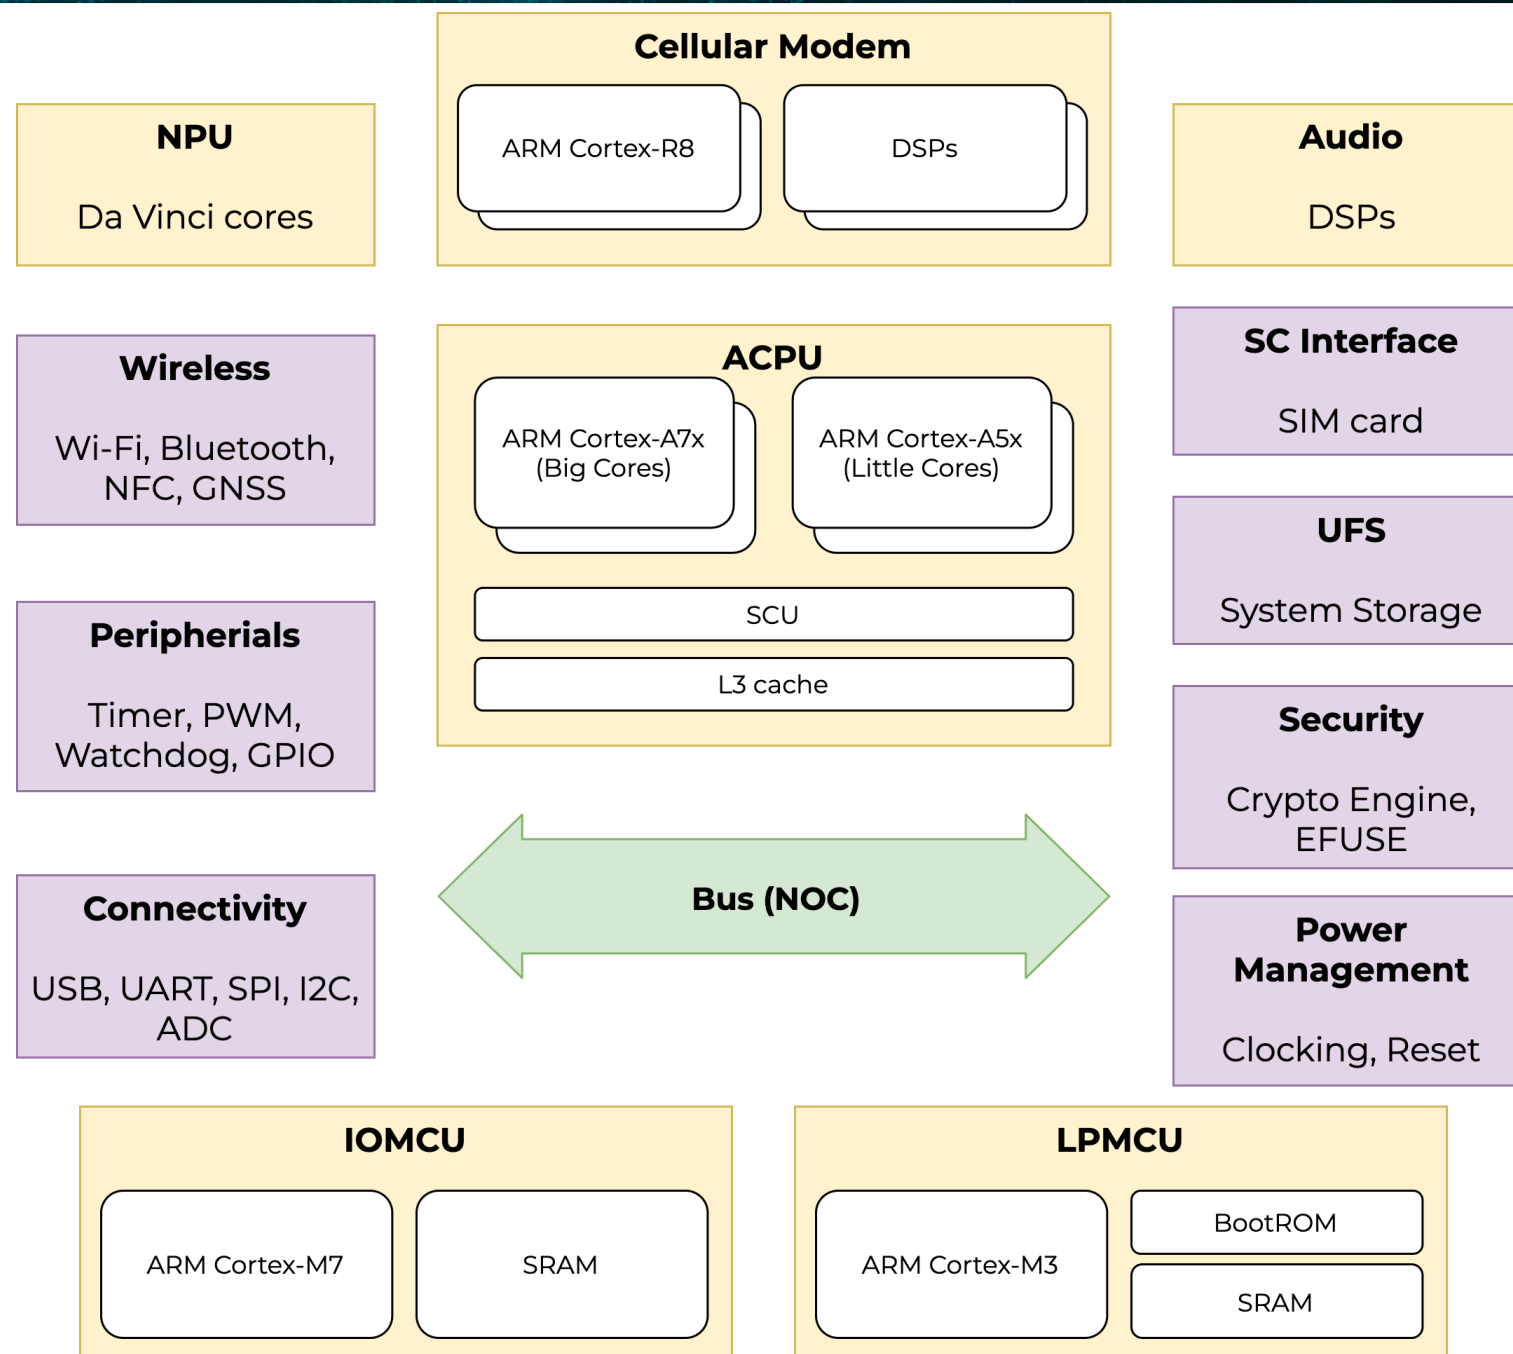 Cellular Modem
ARM Cortex-R8
DSPs
NPU
Da Vinci cores
Audio
DSPs
Wireless
Wi-Fi, Bluetooth,
NFC, GNSS
ACPU
ARM Cortex-A7x
(Big Cores)
ARM Cortex-A5x
(Little Cores)
SCU
L3 cache
SC Interface
SIM card
UFS
System Storage
Peripherials
Timer, PWM,
Watchdog, GPIO
Security
Crypto Engine,
EFUSE
Bus (NOC)
Connectivity
USB, UART, SPI, I2C,
ADC
Power
Management
Clocking, Reset
IOMCU
ARM Cortex-M7
SRAM
LPMCU
ARM Cortex-M3
BootROM
SRAM